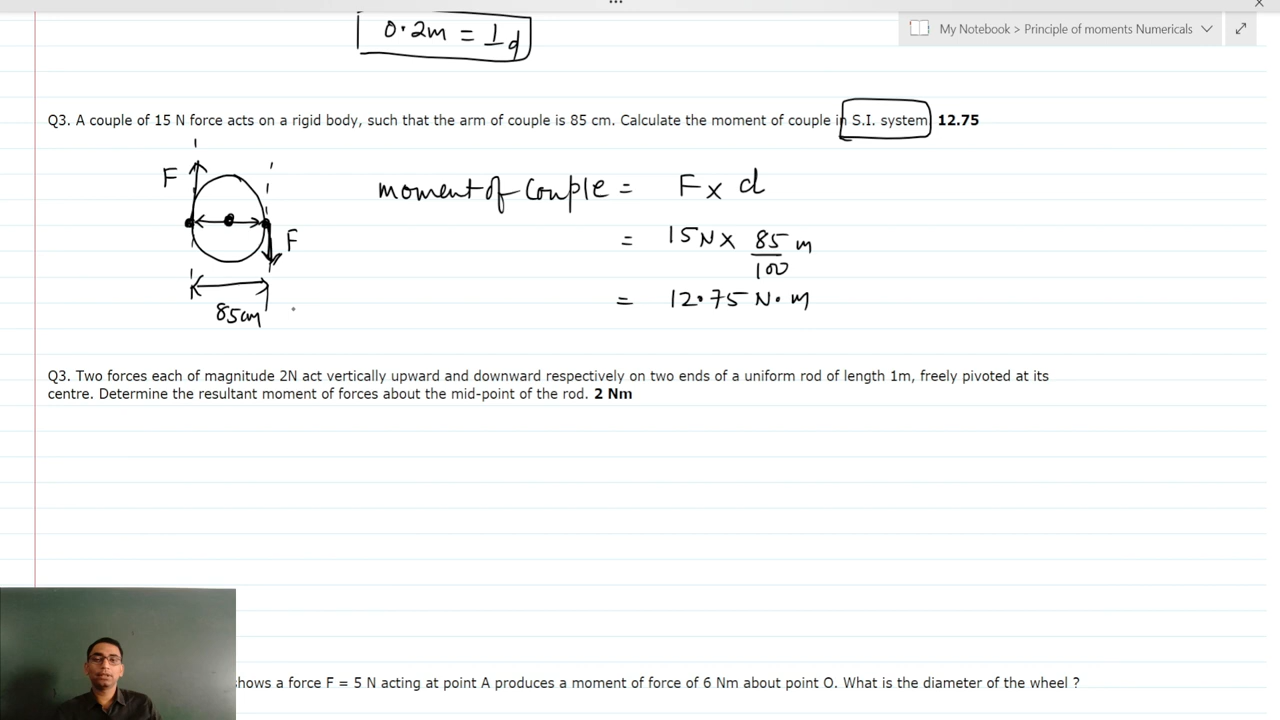 0.2m = ⊥d
My Notebook > Principle of moments Numericals
Q3. A couple of 15 N force acts on a rigid body, such that the arm of couple is 85 cm. Calculate the moment of couple in S.I. system 12.75
F
moment of Couple = F x d
F
= 15N x 85/100 m
= 12.75 N.m
85cm
Q3. Two forces each of magnitude 2N act vertically upward and downward respectively on two ends of a uniform rod of length 1m, freely pivoted at its
centre. Determine the resultant moment of forces about the mid-point of the rod. 2 Nm
shows a force F = 5 N acting at point A produces a moment of force of 6 Nm about point O. What is the diameter of the wheel ?